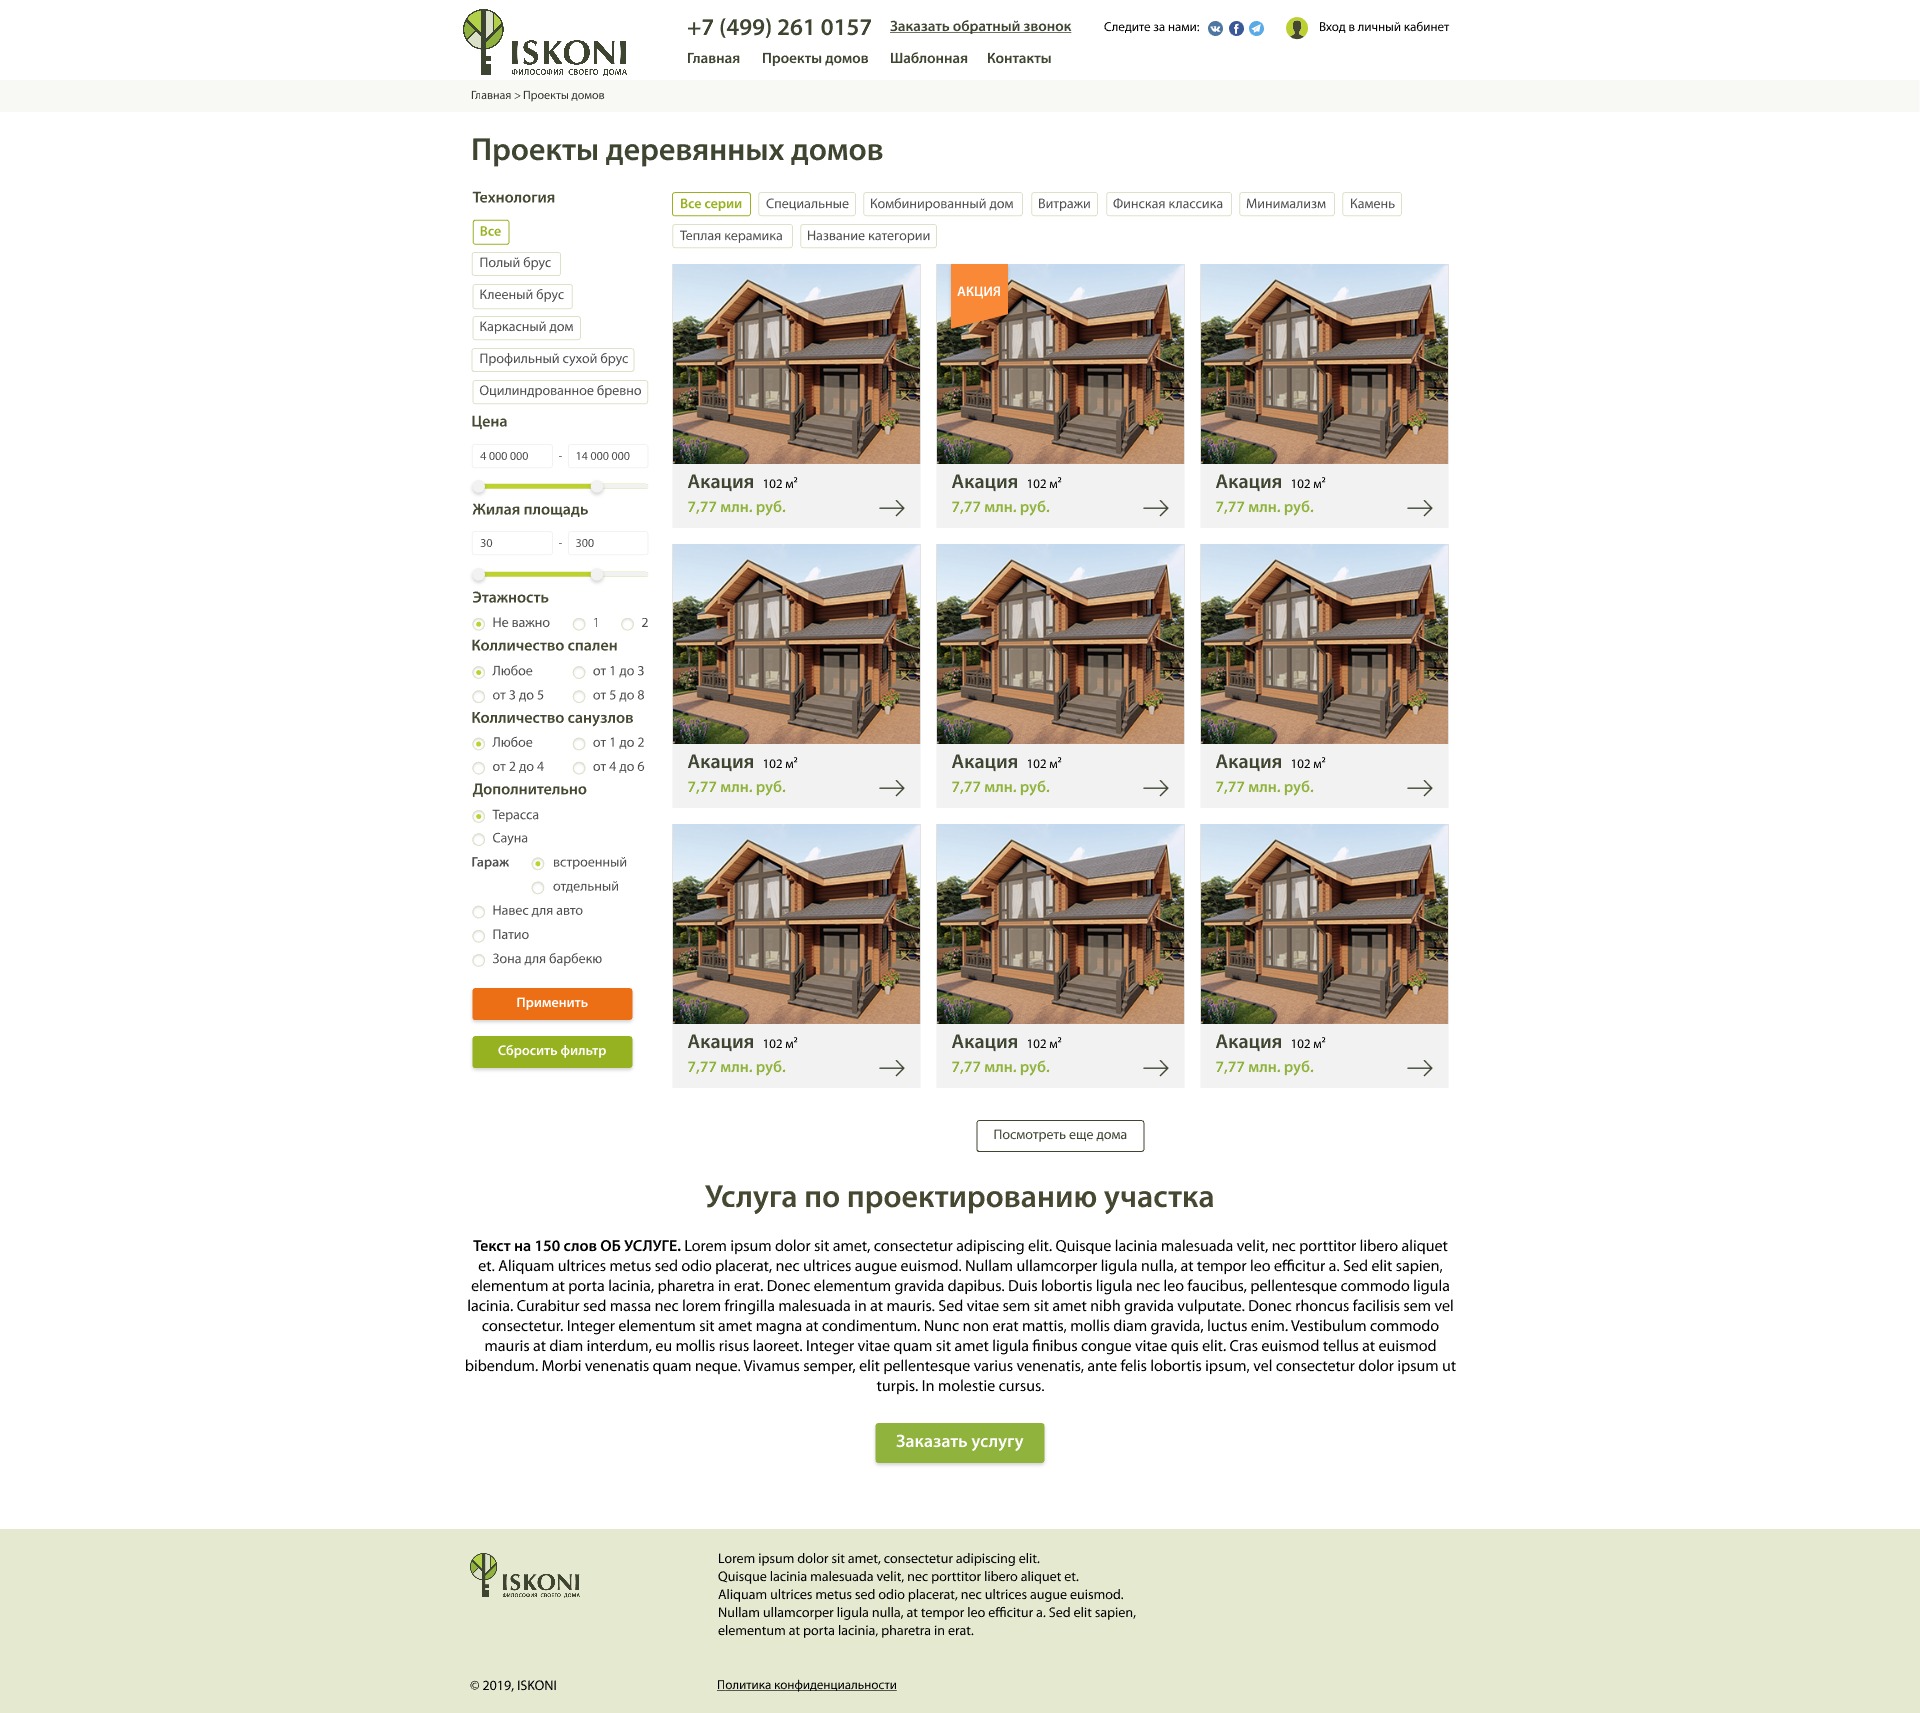 ISKONI
ФИЛОСОФИЯ СВОЕГО ДОМА
+7 (499) 261 0157
Заказать обратный звонок
Следите за нами:
Вход в личный кабинет
Главная Проекты домов Шаблонная Контакты
Главная > Проекты домов
Проекты деревянных домов
Технология
Все
Полый брус
Клееный брус
Каркасный дом
Профильный сухой брус
Оцилиндрованное бревно
Цена
4 000 000 - 14 000 000
Жилая площадь
30 - 300
Этажность
Не важно 1 2
Колличество спален
Любое от 1 до 3
от 3 до 5 от 5 до 8
Колличество санузлов
Любое от 1 до 2
от 2 до 4 от 4 до 6
Дополнительно
Терасса
Сауна
Гараж встроенный
отдельный
Навес для авто
Патио
Зона для барбекю
Применить
Сбросить фильтр
Все серии Специальные Комбинированный дом Витражи Финская классика Минимализм Камень
Теплая керамика Название категории
АКЦИЯ
Акация 102 м² Акация 102 м² Акация 102 м²
7,77 млн. руб. 7,77 млн. руб. 7,77 млн. руб.
Акация 102 м² Акация 102 м² Акация 102 м²
7,77 млн. руб. 7,77 млн. руб. 7,77 млн. руб.
Акация 102 м² Акация 102 м² Акация 102 м²
7,77 млн. руб. 7,77 млн. руб. 7,77 млн. руб.
Посмотреть еще дома
Услуга по проектированию участка
Текст на 150 слов ОБ УСЛУГЕ. Lorem ipsum dolor sit amet, consectetur adipiscing elit. Quisque lacinia malesuada velit, nec porttitor libero aliquet
et. Aliquam ultrices metus sed odio placerat, nec ultrices augue euismod. Nullam ullamcorper ligula nulla, at tempor leo efficitur a. Sed elit sapien,
elementum at porta lacinia, pharetra in erat. Donec elementum gravida dapibus. Duis lobortis ligula nec leo faucibus, pellentesque commodo ligula
lacinia. Curabitur sed massa nec lorem fringilla malesuada in at mauris. Sed vitae sem sit amet nibh gravida vulputate. Donec rhoncus facilisis sem vel
consectetur. Integer elementum sit amet magna at condimentum. Nunc non erat mattis, mollis diam gravida, luctus enim. Vestibulum commodo
mauris at diam interdum, eu mollis risus laoreet. Integer vitae quam sit amet ligula finibus congue vitae quis elit. Cras euismod tellus at euismod
bibendum. Morbi venenatis quam neque. Vivamus semper, elit pellentesque varius venenatis, ante felis lobortis ipsum, vel consectetur dolor ipsum ut
turpis. In molestie cursus.
Заказать услугу
ISKONI
ФИЛОСОФИЯ СВОЕГО ДОМА
Lorem ipsum dolor sit amet, consectetur adipiscing elit.
Quisque lacinia malesuada velit, nec porttitor libero aliquet et.
Aliquam ultrices metus sed odio placerat, nec ultrices augue euismod.
Nullam ullamcorper ligula nulla, at tempor leo efficitur a. Sed elit sapien,
elementum at porta lacinia, pharetra in erat.
© 2019, ISKONI
Политика конфиденциальности